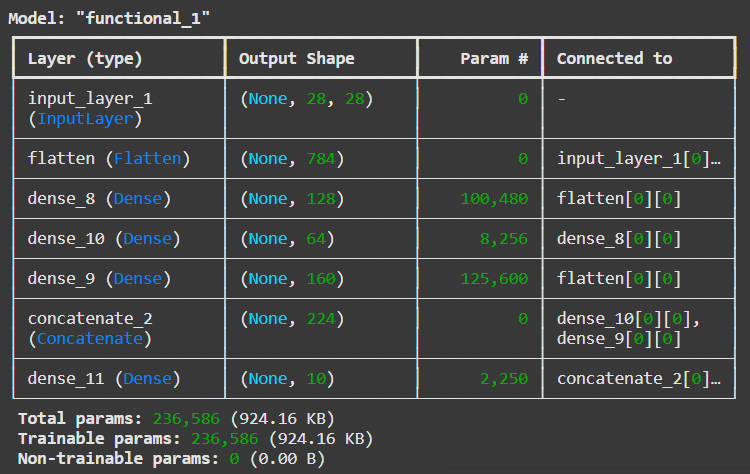 Model: "functional_1"
Layer (type) Output Shape Param # Connected to
input_layer_1 (None, 28, 28) 0 -
(InputLayer)
flatten (Flatten) (None, 784) 0 input_layer_1[0]…
dense_8 (Dense) (None, 128) 100,480 flatten[0][0]
dense_10 (Dense) (None, 64) 8,256 dense_8[0][0]
dense_9 (Dense) (None, 160) 125,600 flatten[0][0]
concatenate_2 (None, 224) 0 dense_10[0][0],
(Concatenate) dense_9[0][0]
dense_11 (Dense) (None, 10) 2,250 concatenate_2[0]…
Total params: 236,586 (924.16 KB)
Trainable params: 236,586 (924.16 KB)
Non-trainable params: 0 (0.00 B)